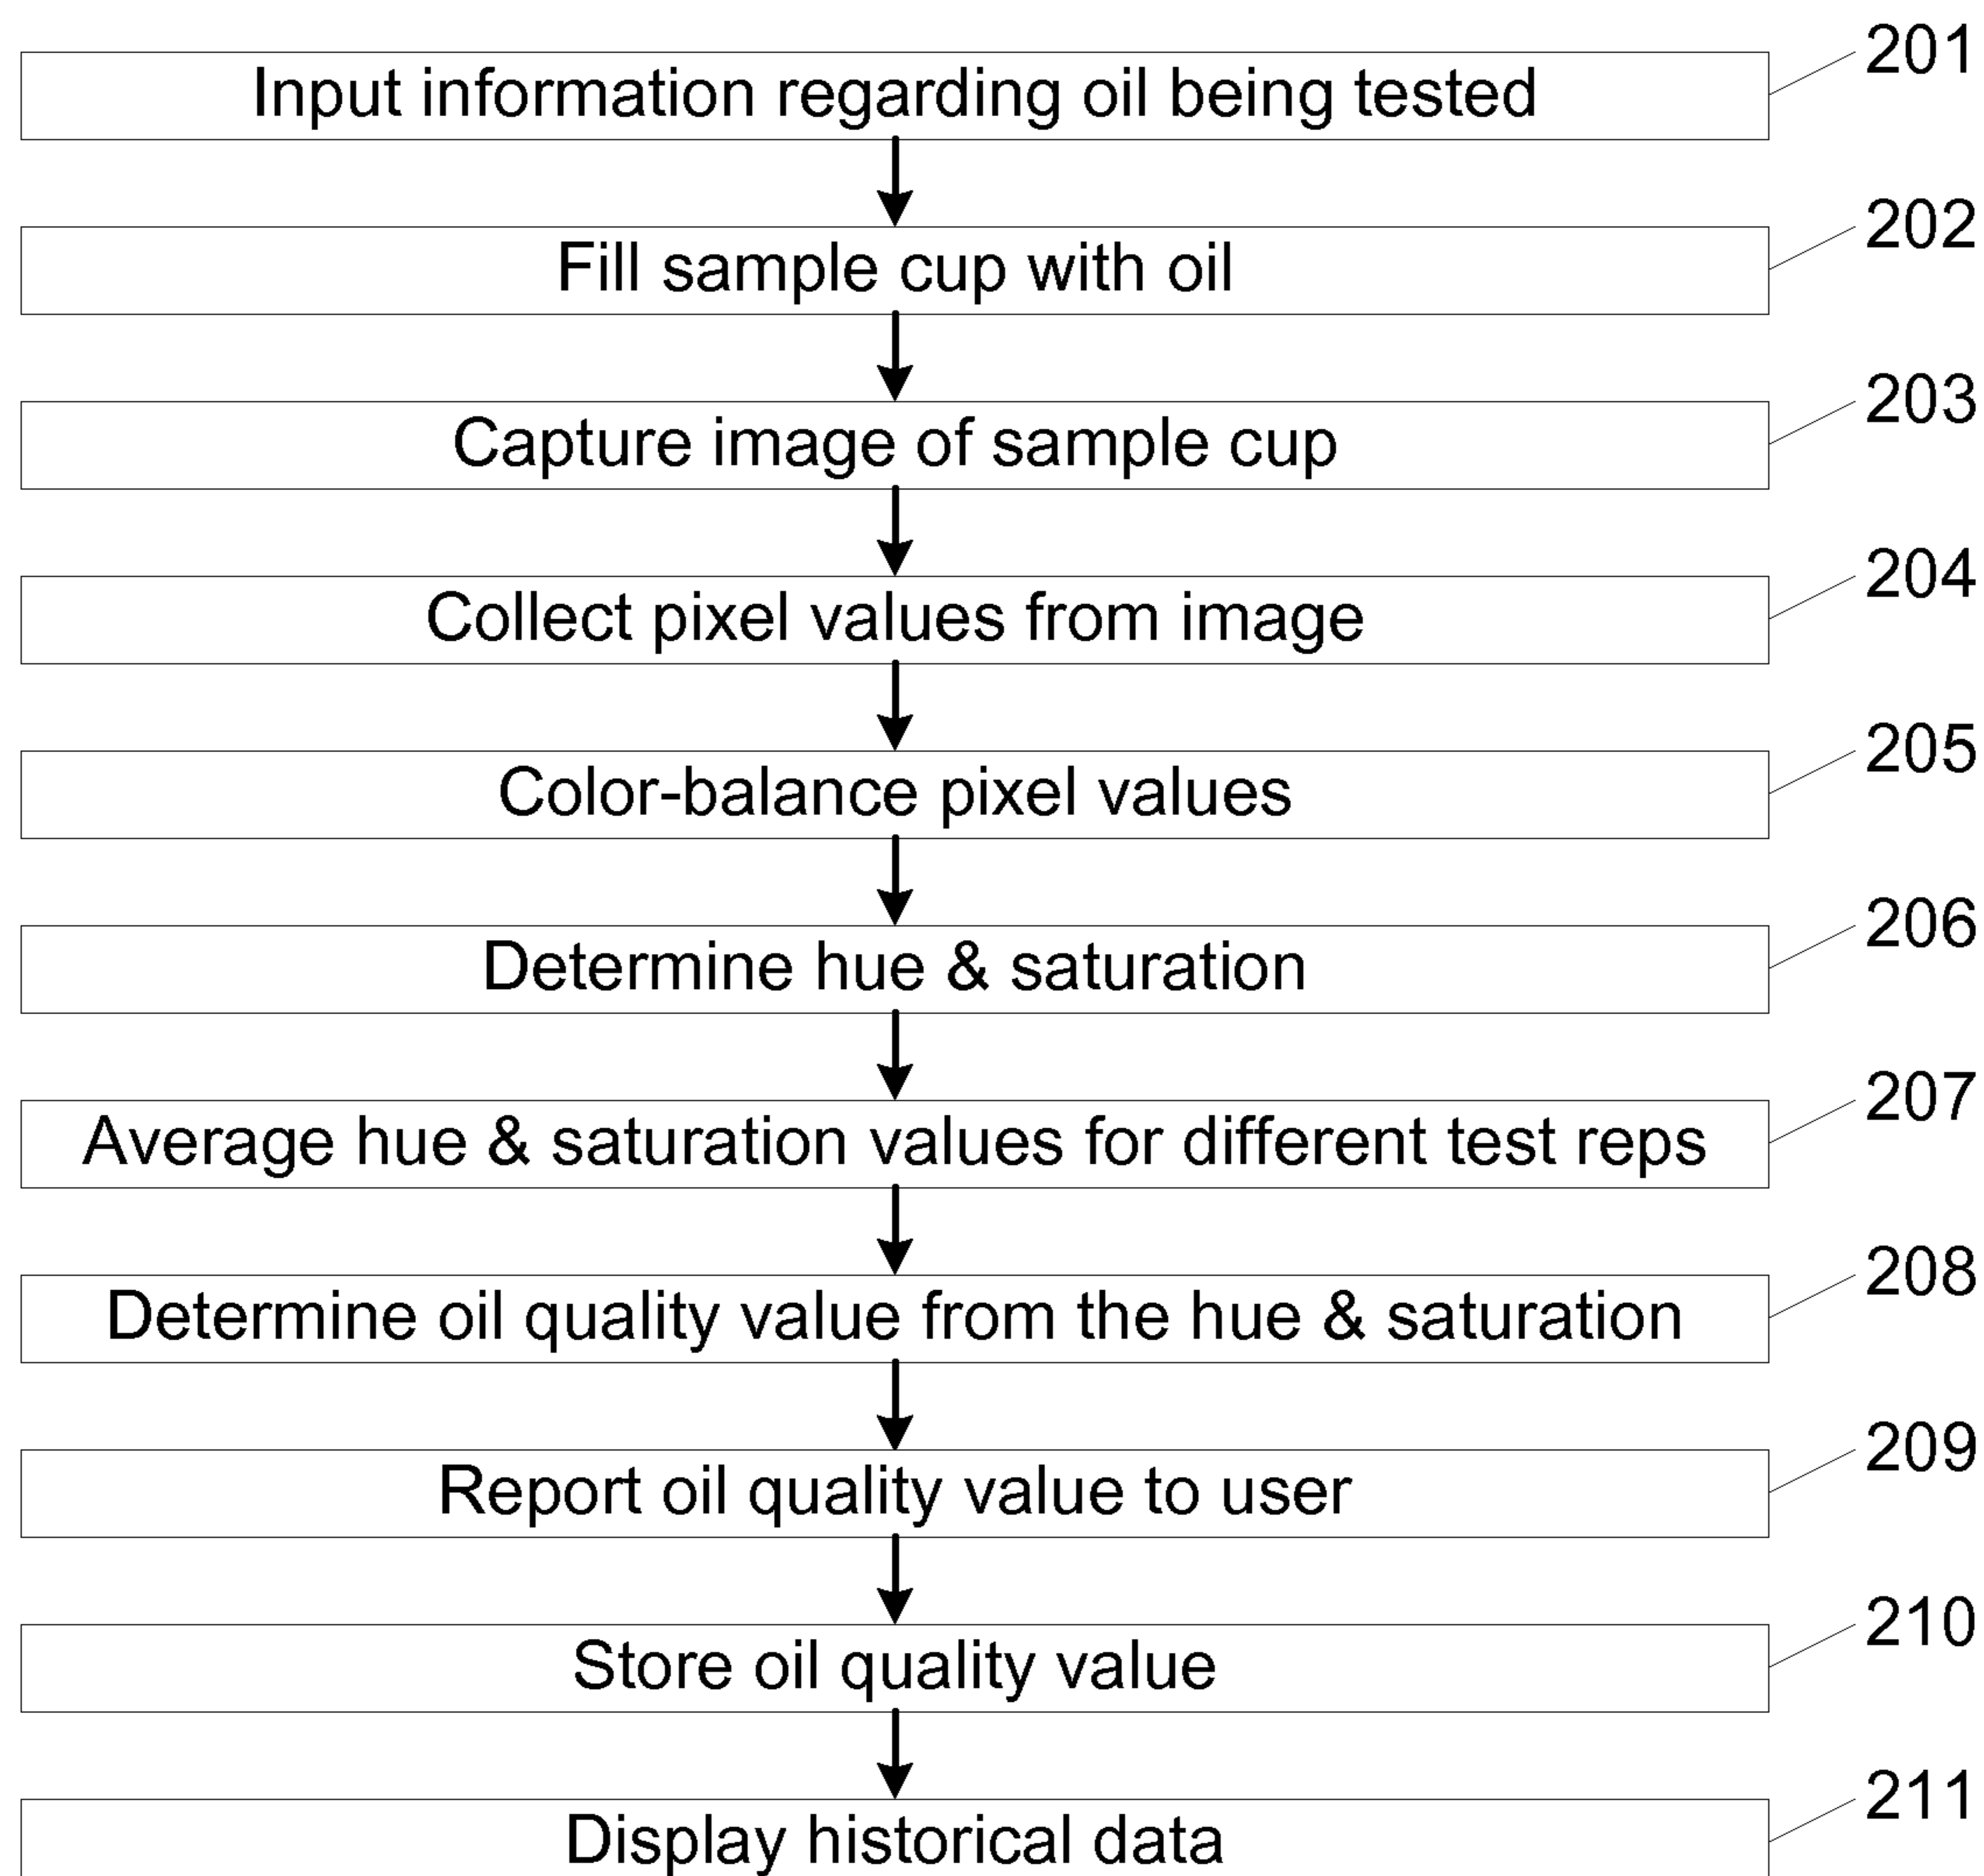 201
Input information regarding oil being tested
202
Fill sample cup with oil
203
Capture image of sample cup
204
Collect pixel values from image
205
Color-balance pixel values
206
Determine hue & saturation
207
Average hue & saturation values for different test reps
208
Determine oil quality value from the hue & saturation
209
Report oil quality value to user
210
Store oil quality value
211
Display historical data